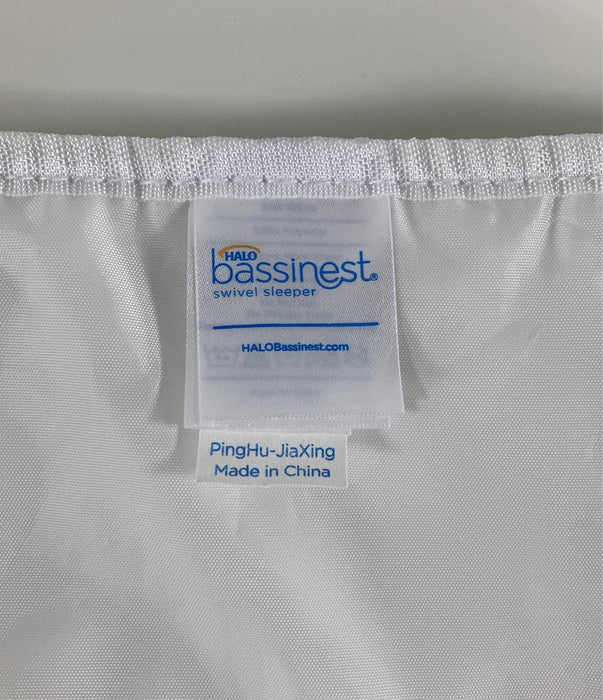 HALO
bassinest®
swivel sleeper
HALOBassinest.com
PingHu-JiaXing
Made in China